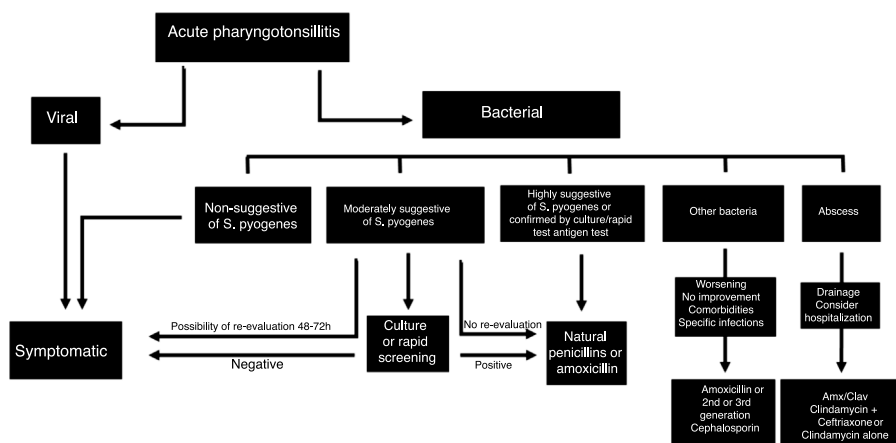 Acute pharyngotonsillitis
Viral
Bacterial
Non-suggestive
of S. pyogenes
Moderately suggestive
of S. pyogenes
Highly suggestive
of S. pyogenes or
confirmed by culture/rapid
test antigen test
Other bacteria
Abscess
Worsening
No improvement
Comorbidities
Specific infections
Drainage
Consider
hospitalization
Possibility of re-evaluation 48-72h
No re-evaluation
Symptomatic
Culture
or rapid
screening
Natural
penicillins or
amoxicillin
Negative
Positive
Amoxicillin or
2nd or 3rd
generation
Cephalosporin
Amx/Clav
Clindamycin +
Ceftriaxone or
Clindamycin alone